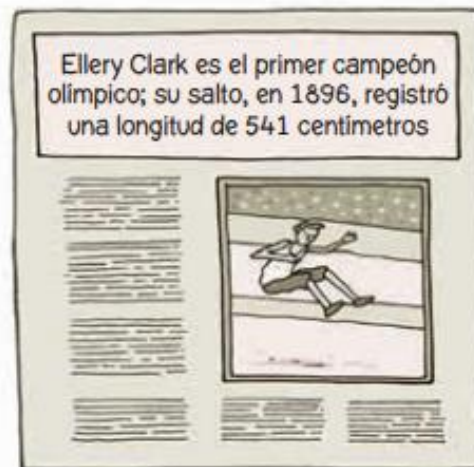 Ellery Clark es el primer campeón
olímpico; su salto, en 1896, registró
una longitud de 541 centímetros